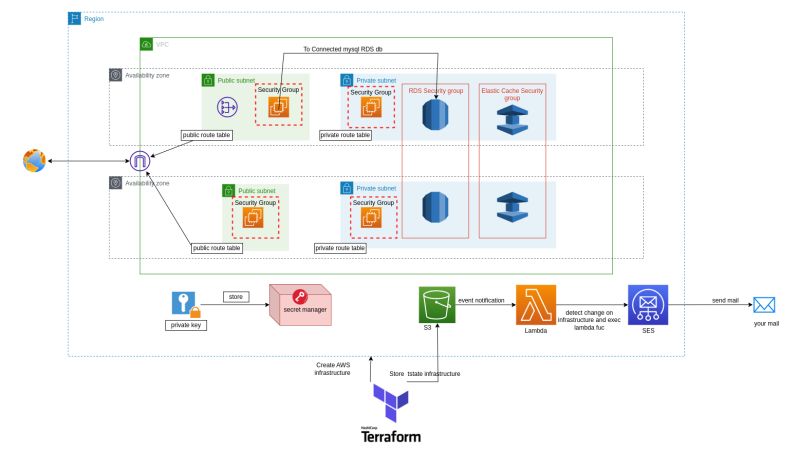 Region
VPC
To Connected mysql RDS db
Availability zone
Public subnet
Security Group
Private subnet
Security Group
RDS Security group
Elastic Cache Security
group
public route table
private route table
Availability zone
Public subnet
Security Group
Private subnet
Security Group
public route table
private route table
store
private key
secret manager
S3
event notification
Lambda
detect change on
infrastructure and exec
lambda fuc
SES
send mail
your mail
Create AWS
infrastructure
Store tstate infrastructure
HashiCorp
Terraform